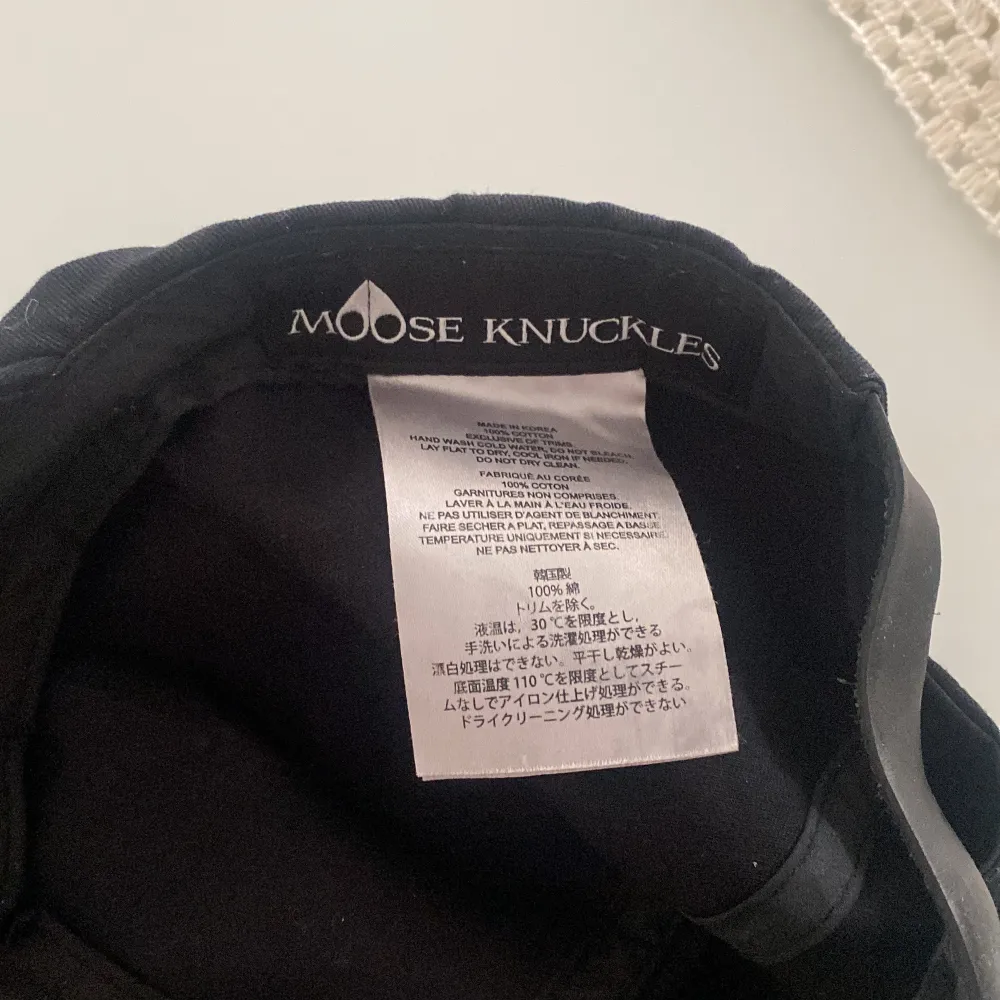 MOOSE KNUCKLES
MADE IN KOREA
100% COTTON
EXCLUSIVE OF TRIMS.
HAND WASH COLD WATER, DO NOT BLEACH.
LAY FLAT TO DRY, COOL IRON IF NEEDED.
DO NOT DRY CLEAN.
FABRIQUÉ AU CORÉE
100% COTON
GARNITURES NON COMPRISES.
LAVER À LA MAIN À L'EAU FROIDE.
NE PAS UTILISER D'AGENT DE BLANCHIMENT
FAIRE SECHER A PLAT, REPASSAGE A BASSE
TEMPERATURE UNIQUEMENT SI NECESSAIRE.
NE PAS NETTOYER À SEC.
韓国製
100% 綿
トリムを除く。
液温は，30 ℃を限度とし，
手洗いによる洗濯処理ができる
漂白処理はできない。平干し乾燥がよい。
底面温度 110 ℃を限度としてスチー
ムなしでアイロン仕上げ処理ができる。
ドライクリーニング処理ができない